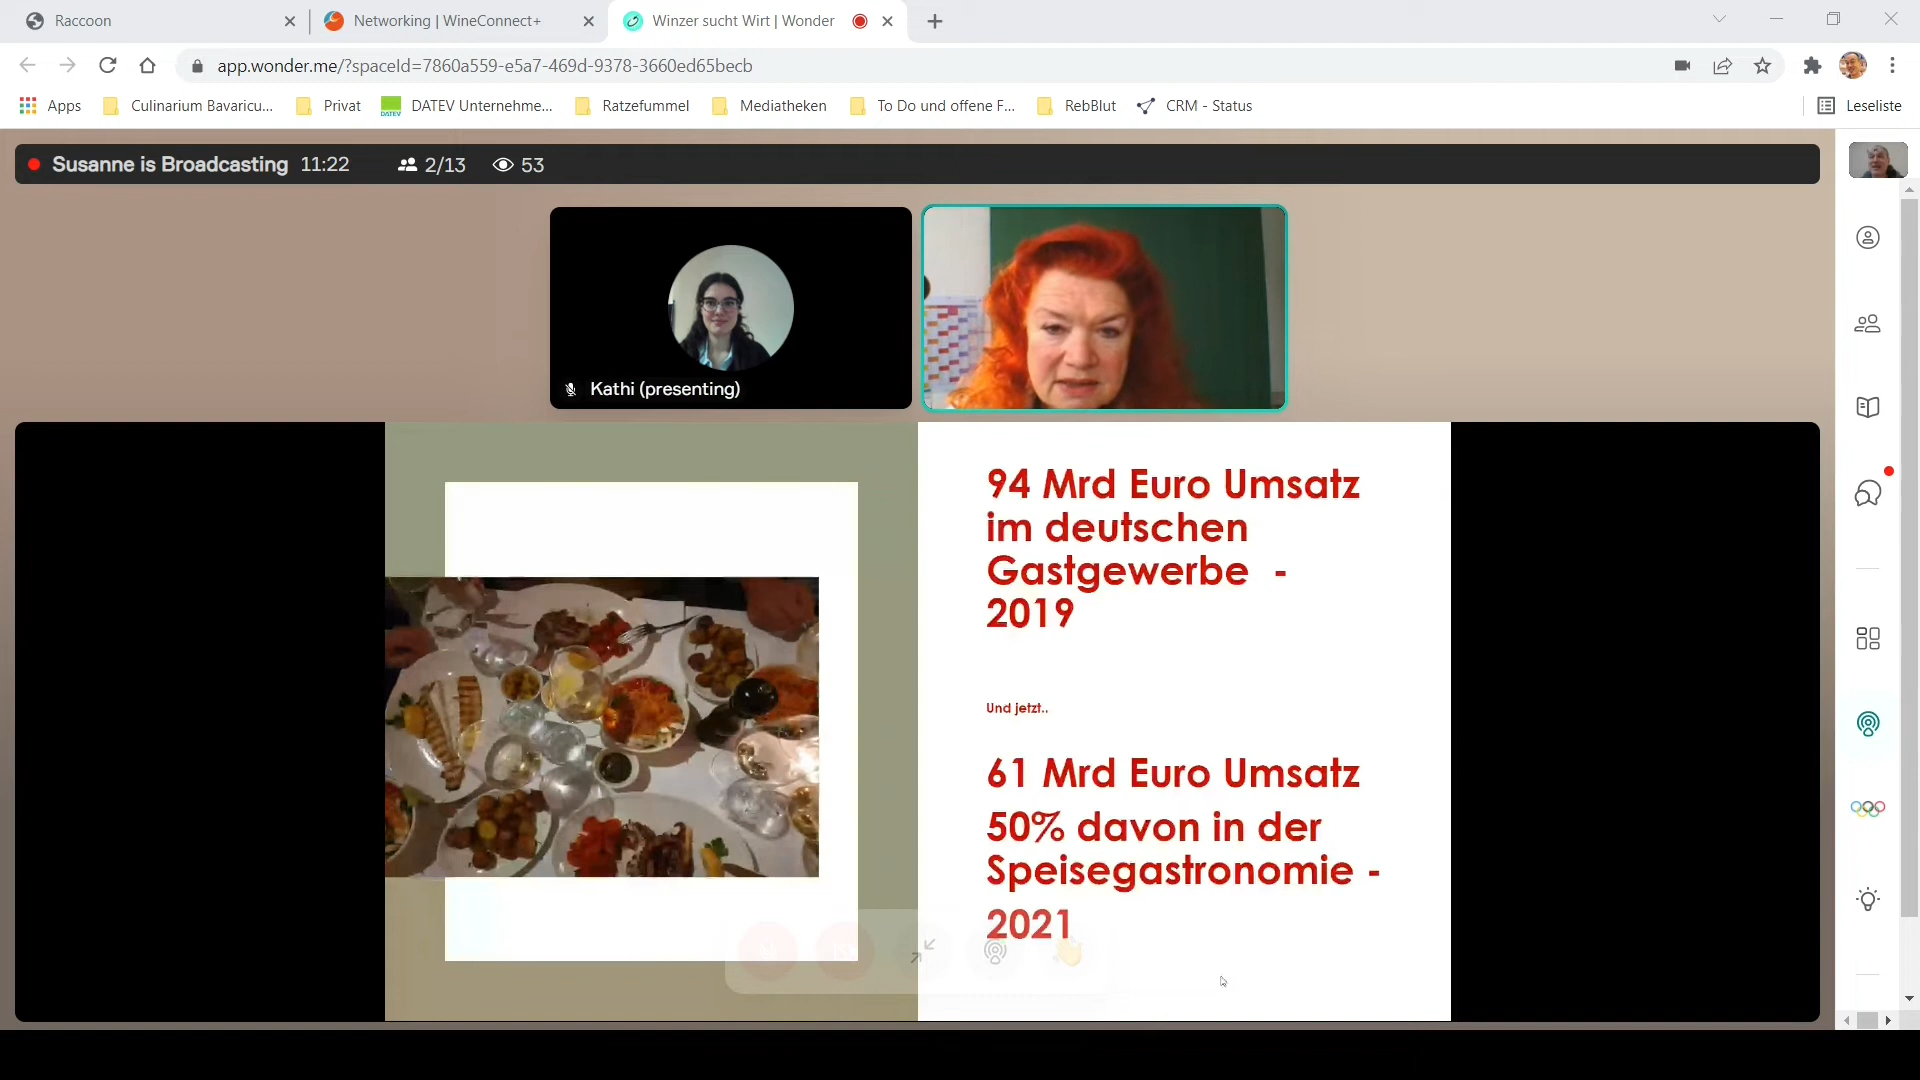 Raccoon
Networking | WineConnect+
Winzer sucht Wirt | Wonder
app.wonder.me/?spaceId=7860a559-e5a7-469d-9378-3660ed65becb
Apps
Culinarium Bavaricu...
Privat
DATEV
DATEV Unternehme...
Ratzefummel
Mediatheken
To Do und offene F...
RebBlut
CRM - Status
Leseliste
Susanne is Broadcasting 11:22 2/13 53
Kathi (presenting)
94 Mrd Euro Umsatz
im deutschen
Gastgewerbe -
2019
Und jetzt..
61 Mrd Euro Umsatz
50% davon in der
Speisegastronomie -
2021